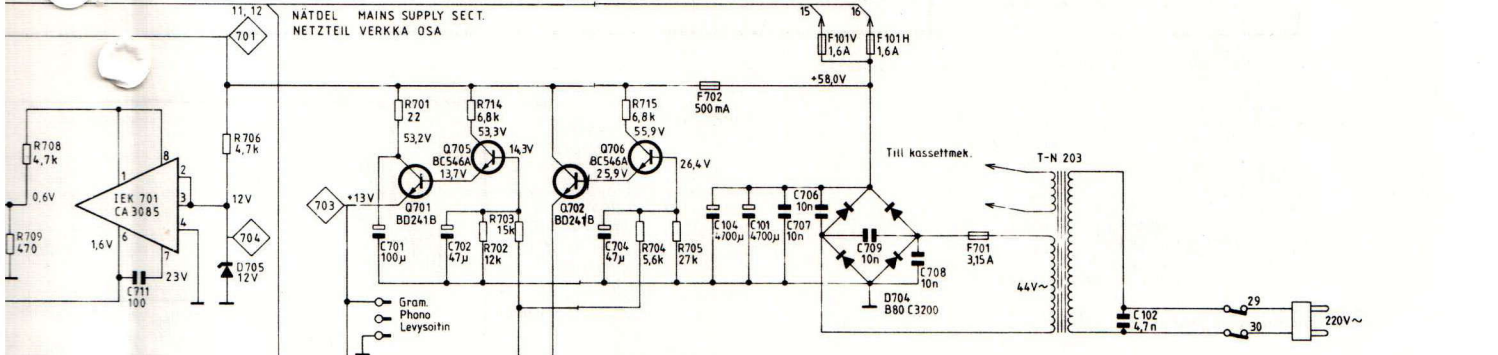 11, 12
NÄTDEL MAINS SUPPLY SECT.
NETZTEIL VERKKA OSA
701
15
16
F101V
1,6A
F101H
1,6A
+58,0V
F702
500 mA
R708
4,7k
R706
4,7k
R701
22
53,2V
R714
6,8k
53,3V
Q705
BC546A
13,7V
14,3V
R715
6,8k
55,9V
Q706
BC546A
25,9V
26,4V
Till kassettmek.
T-N 203
8
1
2
3
4
6
7
IEK 701
CA 3085
0,6V
12V
1,6V
R709
470
704
D705
12V
23V
C711
100
703
+13V
Q701
BD241B
Q702
BD241B
C701
100µ
C702
47µ
R702
12k
R703
15k
C704
47µ
R704
5,6k
R705
27k
C104
4700µ
C101
4700µ
C707
10n
C706
10n
C709
10n
C708
10n
F701
3,15A
D704
B80 C3200
44V~
Gram.
Phono
Levysoitin
C102
4,7n
29
30
220V~